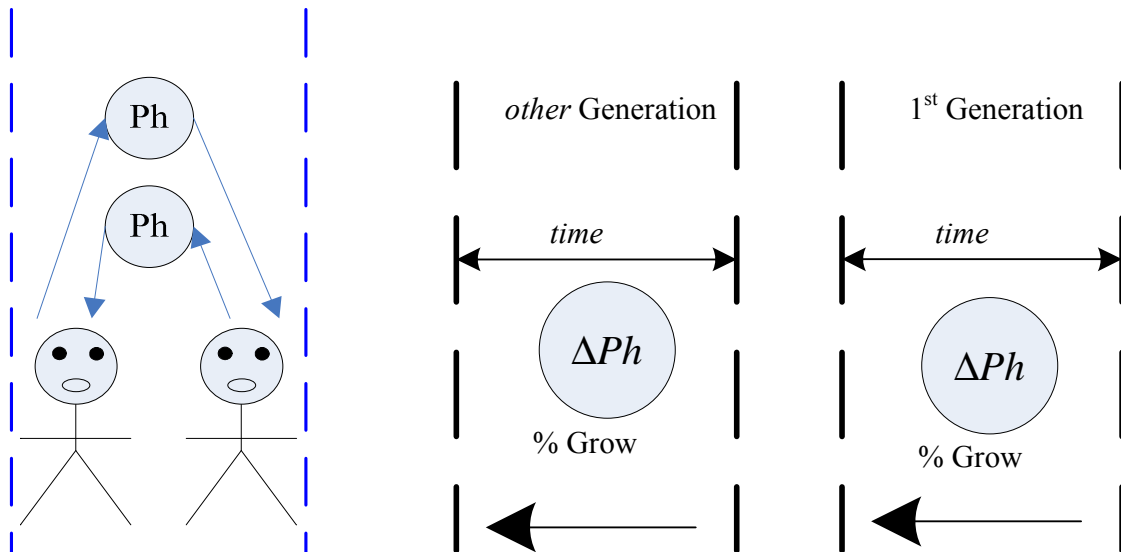 Ph
Ph
other Generation
time
ΔPh
% Grow
1st Generation
time
ΔPh
% Grow